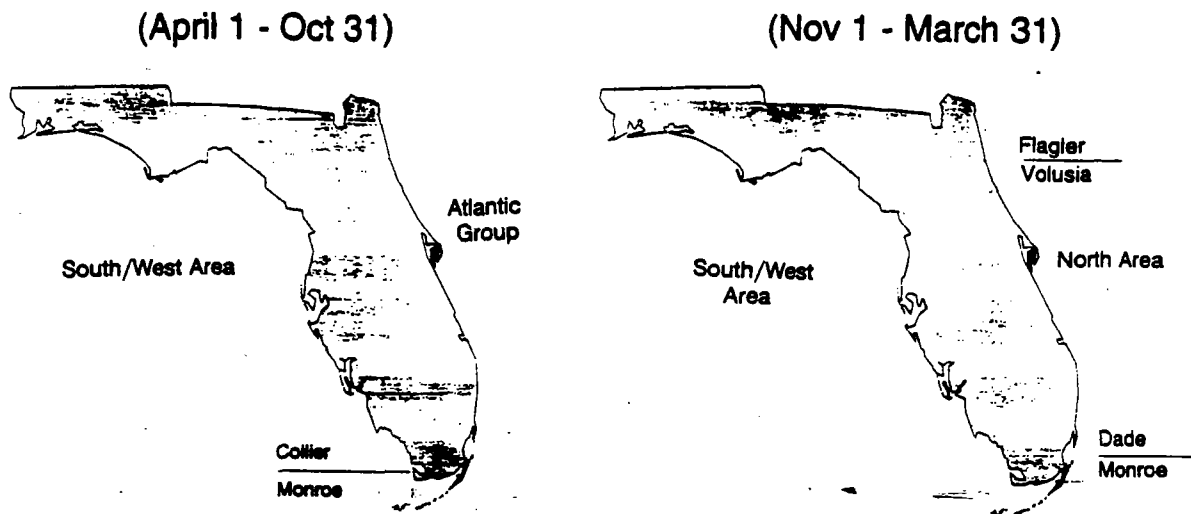 (April 1 - Oct 31)
(Nov 1 - March 31)
Flagler
Volusia
Atlantic
Group
South/West Area
South/West
Area
North Area
Collier
Monroe
Dade
Monroe